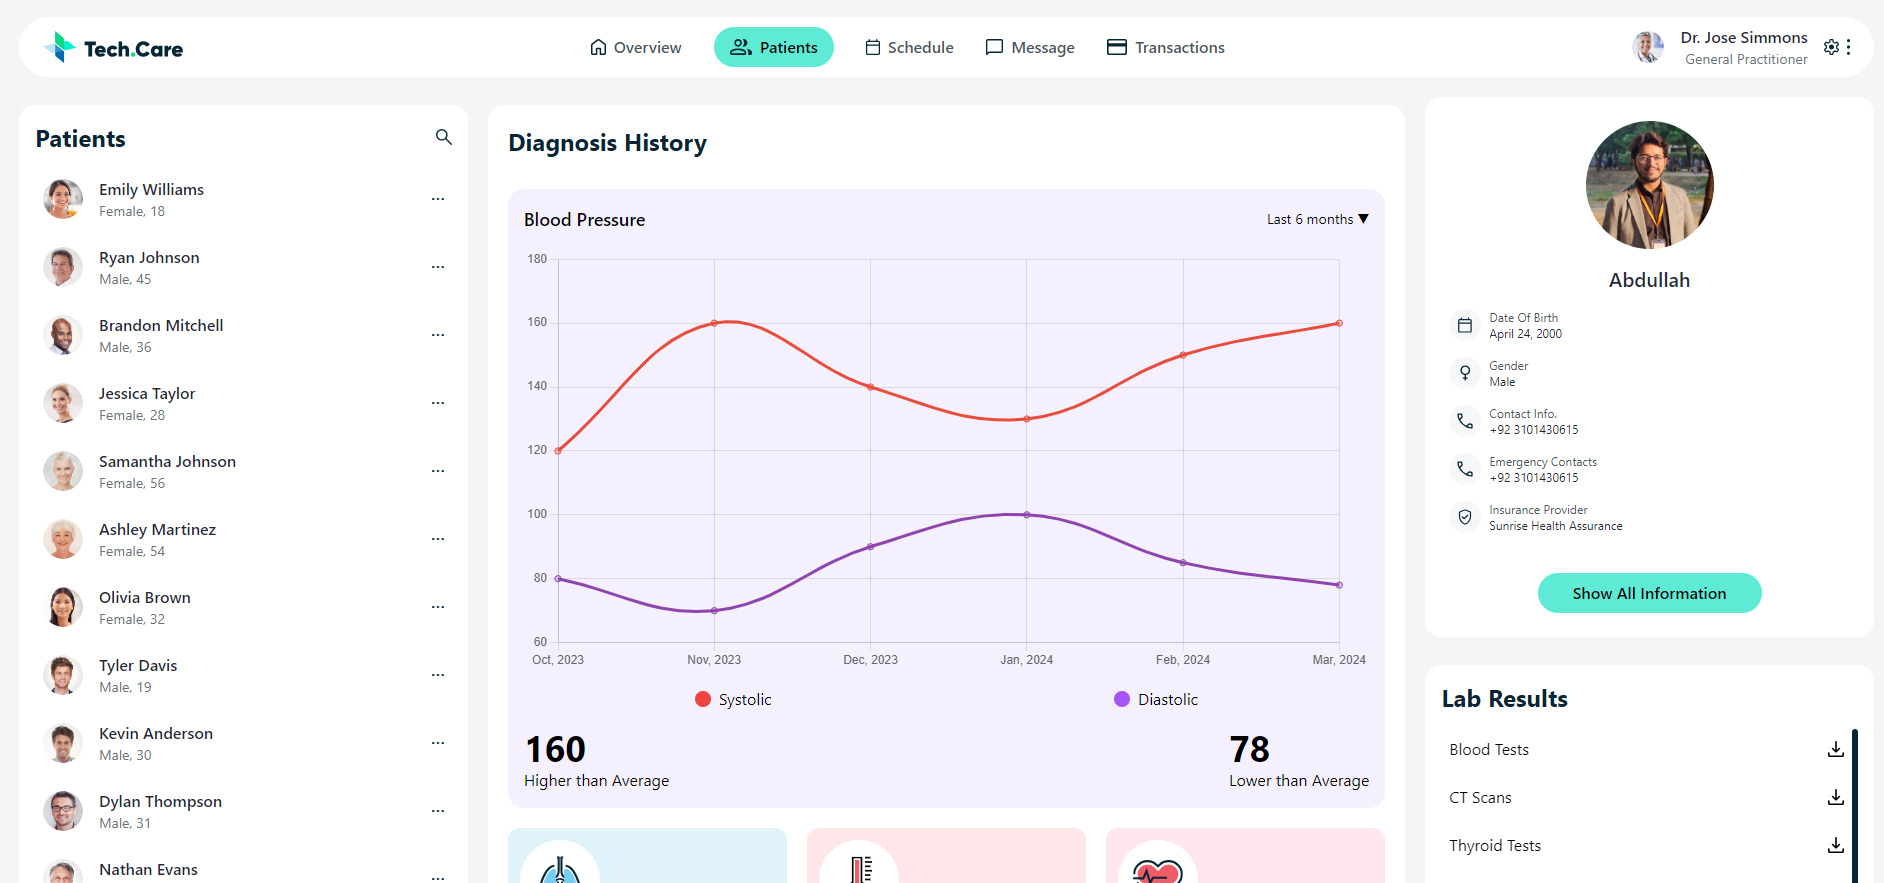 Tech.Care
Overview
Patients
Schedule
Message
Transactions
Dr. Jose Simmons
General Practitioner
Patients
Emily Williams
Female, 18
Ryan Johnson
Male, 45
Brandon Mitchell
Male, 36
Jessica Taylor
Female, 28
Samantha Johnson
Female, 56
Ashley Martinez
Female, 54
Olivia Brown
Female, 32
Tyler Davis
Male, 19
Kevin Anderson
Male, 30
Dylan Thompson
Male, 31
Nathan Evans
Diagnosis History
Blood Pressure
Last 6 months
180
160
140
120
100
80
60
Oct, 2023
Nov, 2023
Dec, 2023
Jan, 2024
Feb, 2024
Mar, 2024
Systolic
Diastolic
160
Higher than Average
78
Lower than Average
Abdullah
Date Of Birth
April 24, 2000
Gender
Male
Contact Info.
+92 3101430615
Emergency Contacts
+92 3101430615
Insurance Provider
Sunrise Health Assurance
Show All Information
Lab Results
Blood Tests
CT Scans
Thyroid Tests